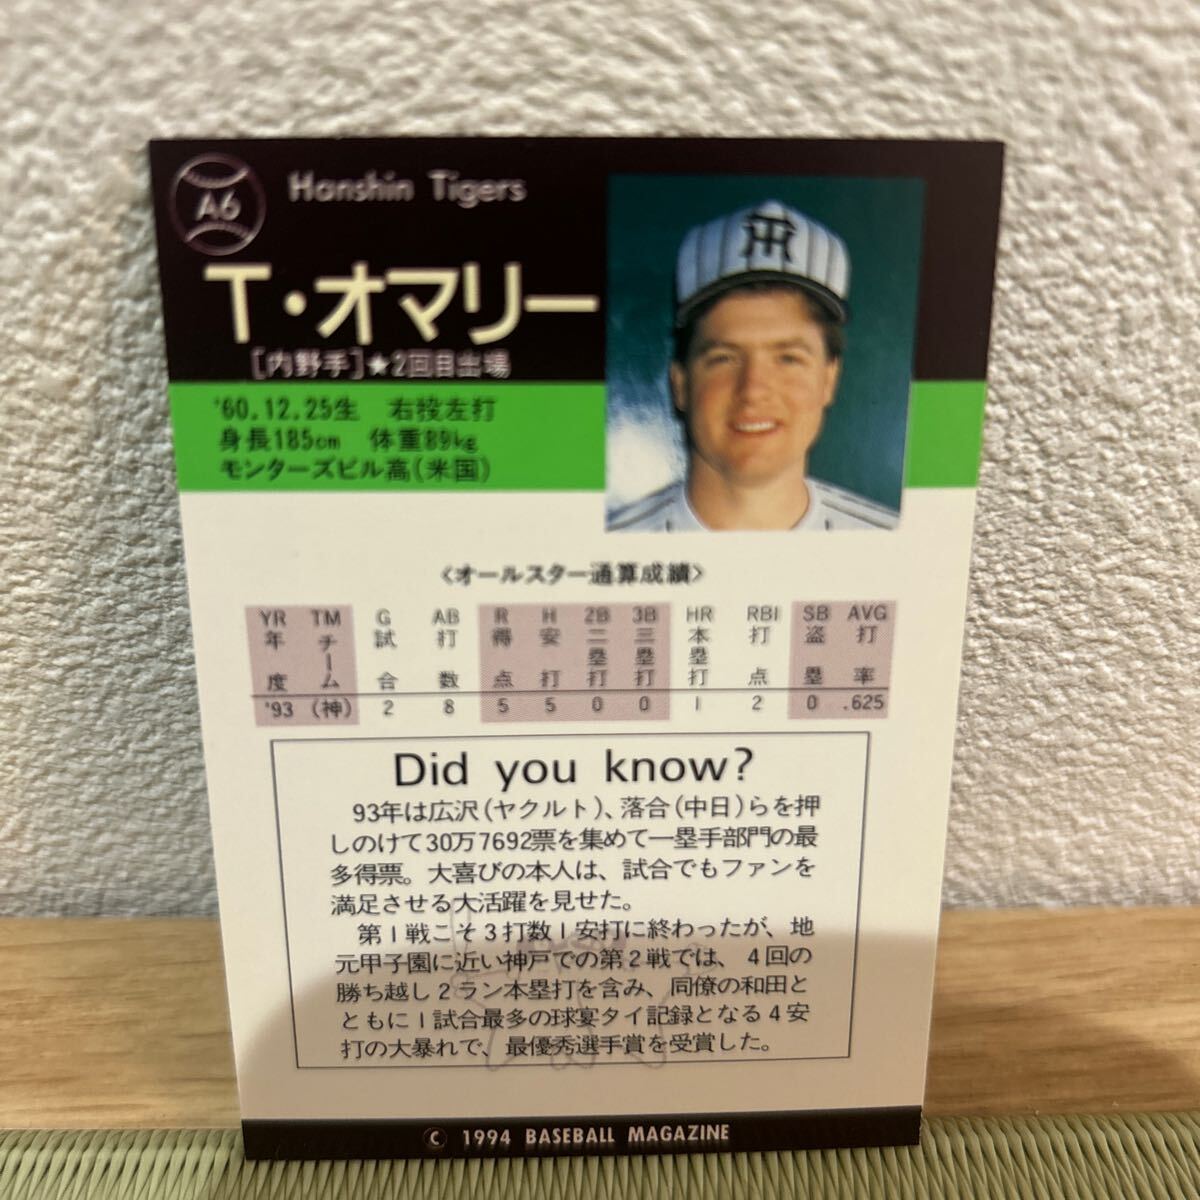 A6
Hanshin Tigers
TH
T・オマリー
[内野手]★2回目出場
'60.12.25生 右投左打
身長185cm 体重89kg
モンターズビル高(米国)
<オールスター通算成績>
YR TM G AB R H 2B 3B HR RBI SB AVG
年度 チーム 試合 打数 得点 安打 二塁打 三塁打 本塁打 打点 盗塁 打率
'93 (神) 2 8 5 5 0 0 1 2 0 .625
Did you know?
93年は広沢(ヤクルト)、落合(中日)らを押
しのけて30万7692票を集めて一塁手部門の最
多得票。大喜びの本人は、試合でもファンを
満足させる大活躍を見せた。
第1戦こそ3打数1安打に終わったが、地
元甲子園に近い神戸での第2戦では、4回の
勝ち越し2ラン本塁打を含み、同僚の和田と
ともに1試合最多の球宴タイ記録となる4安
打の大暴れで、最優秀選手賞を受賞した。
© 1994 BASEBALL MAGAZINE